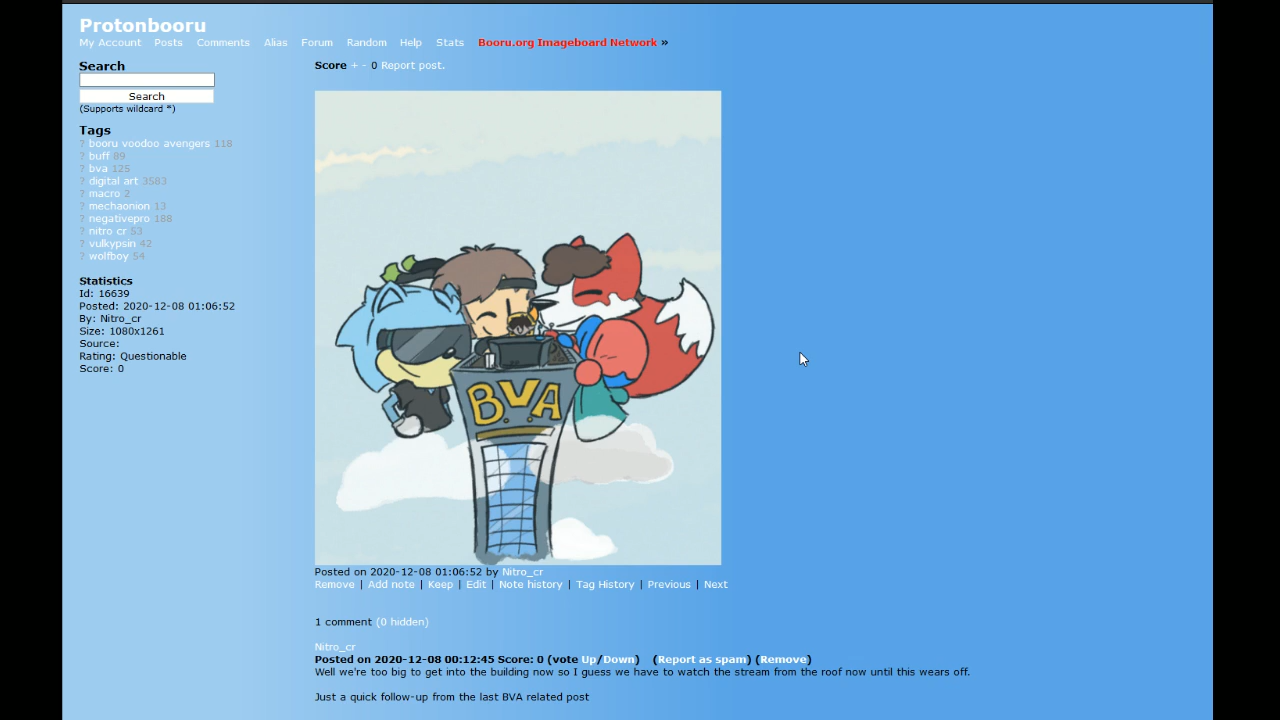 Protonbooru
My Account Posts Comments Alias Forum Random Help Stats Booru.org Imageboard Network »
Search
Search
(Supports wildcard *)
Tags
? booru voodoo avengers 118
? buff 89
? bva 125
? digital art 3583
? macro 2
? mechaonion 13
? negativepro 188
? nitro cr 53
? vulkypsin 42
? wolfboy 54
Statistics
Id: 16639
Posted: 2020-12-08 01:06:52
By: Nitro_cr
Size: 1080x1261
Source:
Rating: Questionable
Score: 0
Score + - 0 Report post.
B.V.A
Posted on 2020-12-08 01:06:52 by Nitro_cr
Remove | Add note | Keep | Edit | Note history | Tag History | Previous | Next
1 comment (0 hidden)
Nitro_cr
Posted on 2020-12-08 00:12:45 Score: 0 (vote Up/Down) (Report as spam) (Remove)
Well we're too big to get into the building now so I guess we have to watch the stream from the roof now until this wears off.
Just a quick follow-up from the last BVA related post